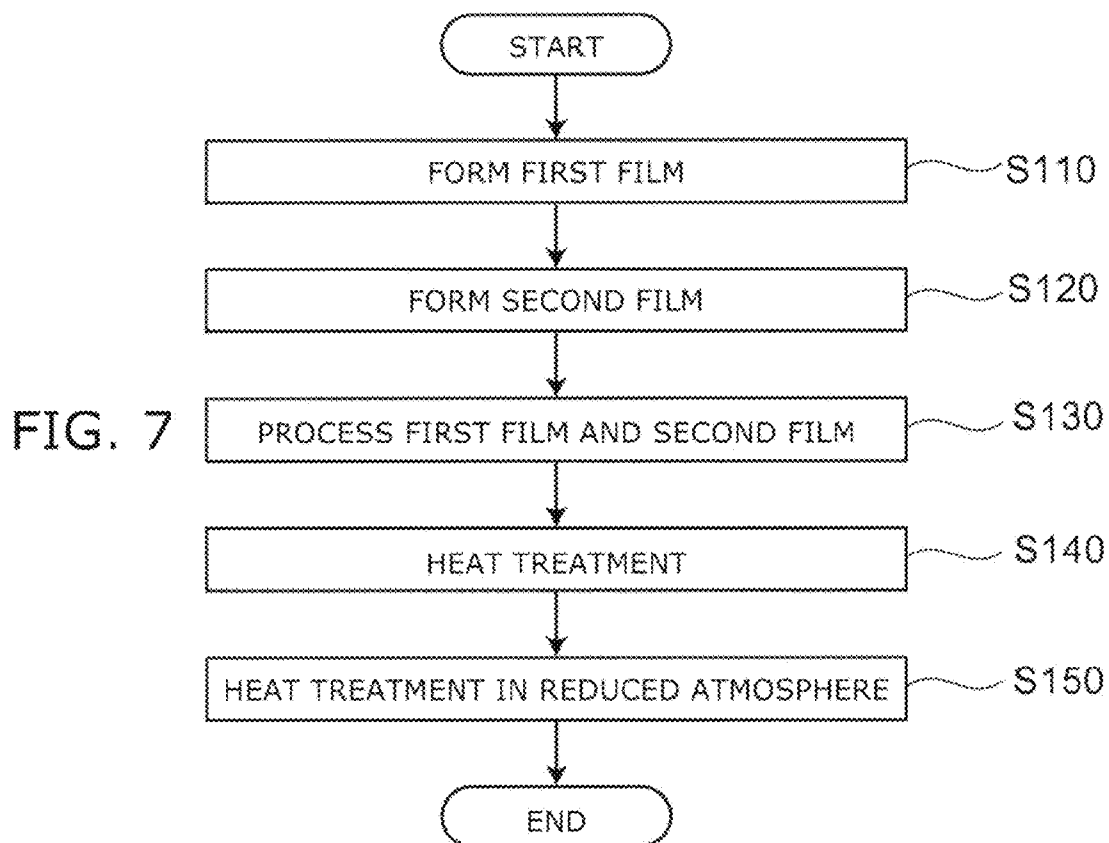 START
FORM FIRST FILM
S110
FORM SECOND FILM
S120
FIG. 7
PROCESS FIRST FILM AND SECOND FILM
S130
HEAT TREATMENT
S140
HEAT TREATMENT IN REDUCED ATMOSPHERE
S150
END